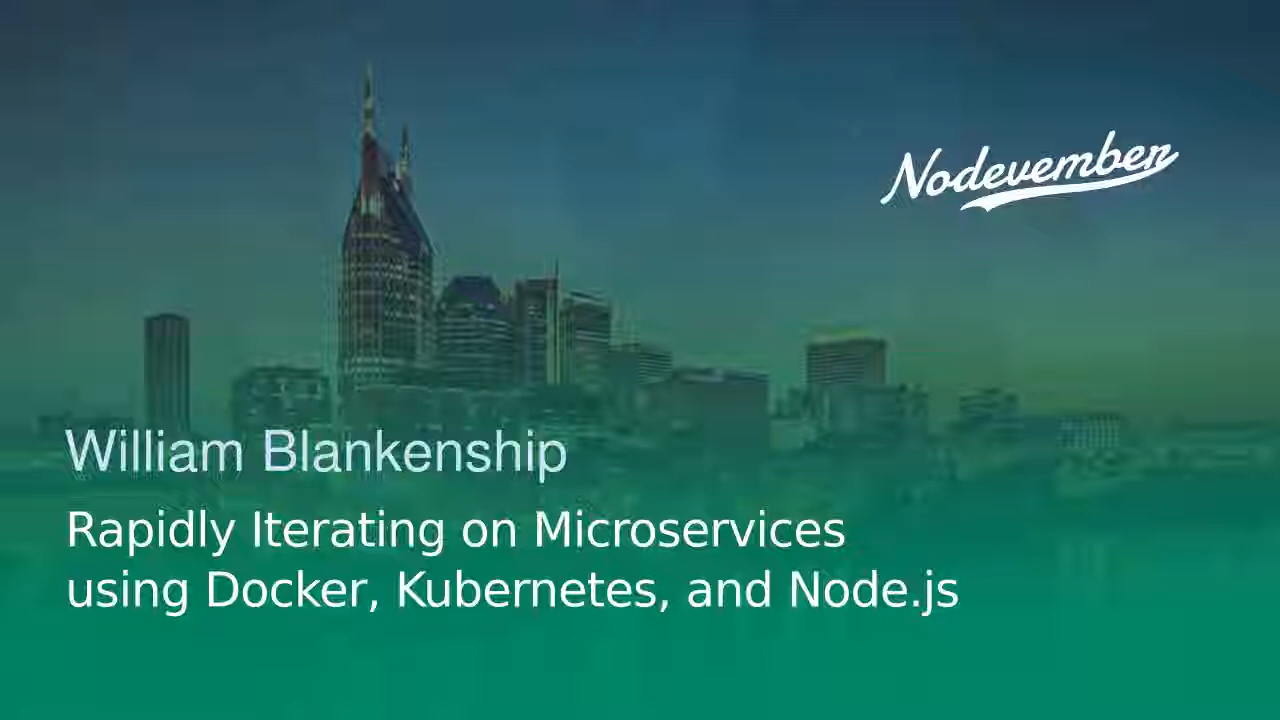 Nodevember
William Blankenship
Rapidly Iterating on Microservices
using Docker, Kubernetes, and Node.js